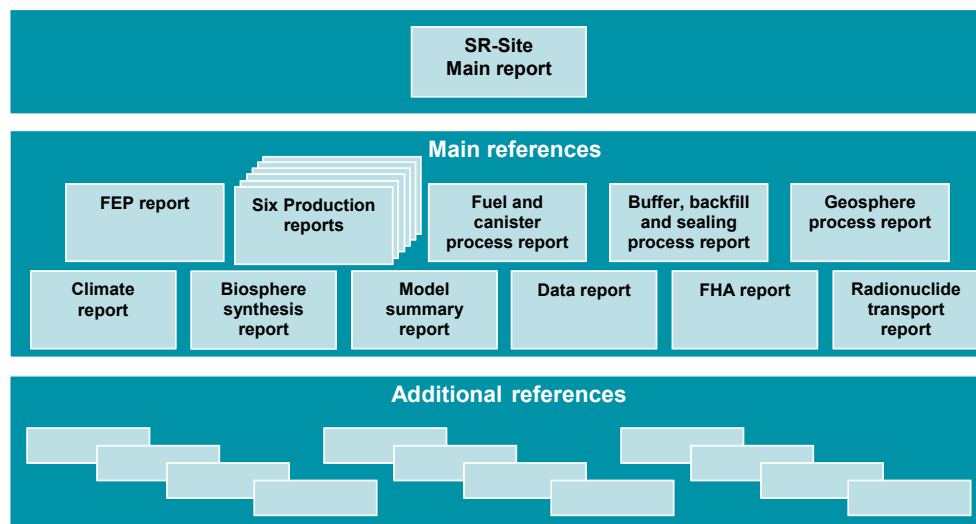 SR-Site
Main report
Main references
FEP report
Six Production
reports
Fuel and
canister
process report
Buffer, backfill
and sealing
process report
Geosphere
process report
Climate
report
Biosphere
synthesis
report
Model
summary
report
Data report
FHA report
Radionuclide
transport
report
Additional references